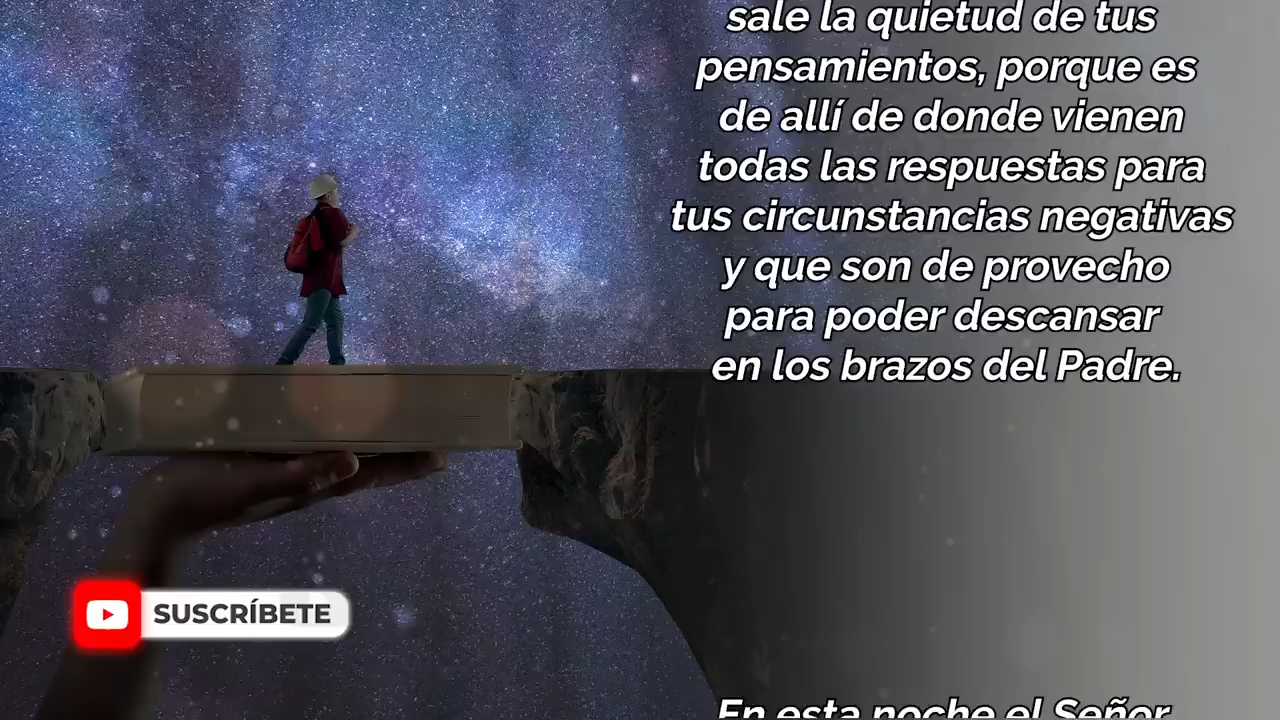 sale la quietud de tus
pensamientos, porque es
de allí de donde vienen
todas las respuestas para
tus circunstancias negativas
y que son de provecho
para poder descansar
en los brazos del Padre.
SUSCRÍBETE
En esta noche el Señor